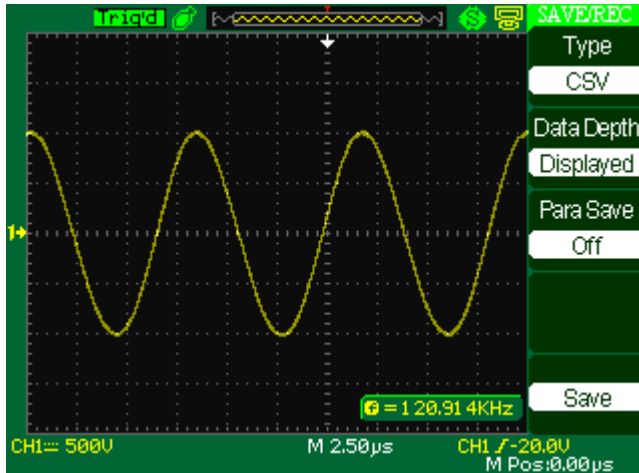 Trig'd
S
SAVE/REC
Type
CSV
Data Depth
Displayed
Para Save
Off
Save
1
f = 120.914KHz
CH1 500V
M 2.50µs
CH1 -20.0V
M Pos:0.00µs